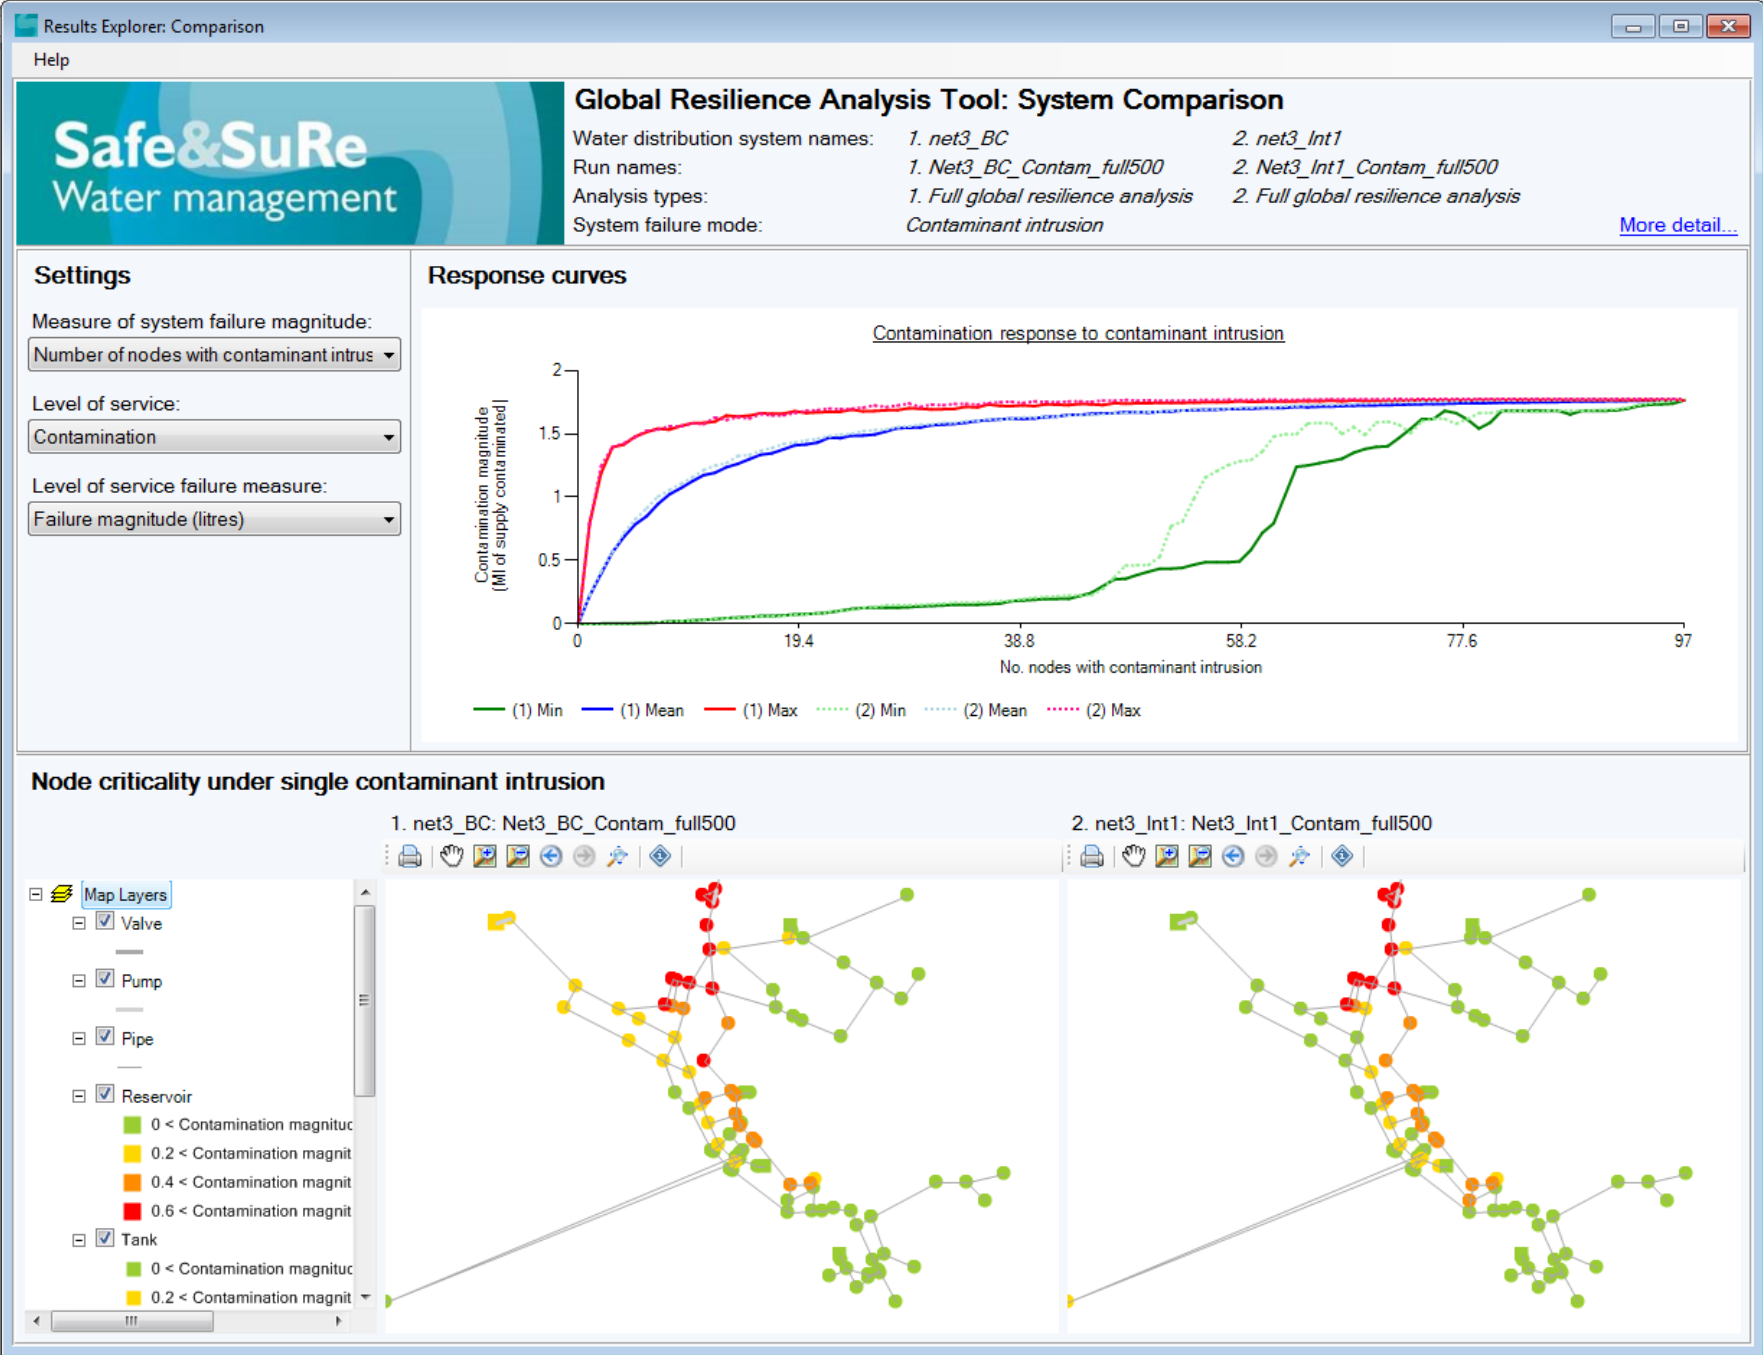 Results Explorer: Comparison
Help
Safe&SuRe
Water management
Global Resilience Analysis Tool: System Comparison
Water distribution system names: 1. net3_BC 2. net3_Int1
Run names: 1. Net3_BC_Contam_full500 2. Net3_Int1_Contam_full500
Analysis types: 1. Full global resilience analysis 2. Full global resilience analysis
System failure mode: Contaminant intrusion More detail...
Settings
Measure of system failure magnitude:
Number of nodes with contaminant intrus
Level of service:
Contamination
Level of service failure measure:
Failure magnitude (litres)
Response curves
Contamination response to contaminant intrusion
Contamination magnitude
(Ml of supply contaminated)
2
1.5
1
0.5
0
0 19.4 38.8 58.2 77.6 97
No. nodes with contaminant intrusion
(1) Min (1) Mean (1) Max (2) Min (2) Mean (2) Max
Node criticality under single contaminant intrusion
1. net3_BC: Net3_BC_Contam_full500
2. net3_Int1: Net3_Int1_Contam_full500
Map Layers
Valve
Pump
Pipe
Reservoir
0 < Contamination magnituc
0.2 < Contamination magnit
0.4 < Contamination magnit
0.6 < Contamination magnit
Tank
0 < Contamination magnituc
0.2 < Contamination magnit